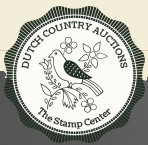 DUTCH COUNTRY AUCTIONS
The Stamp Center